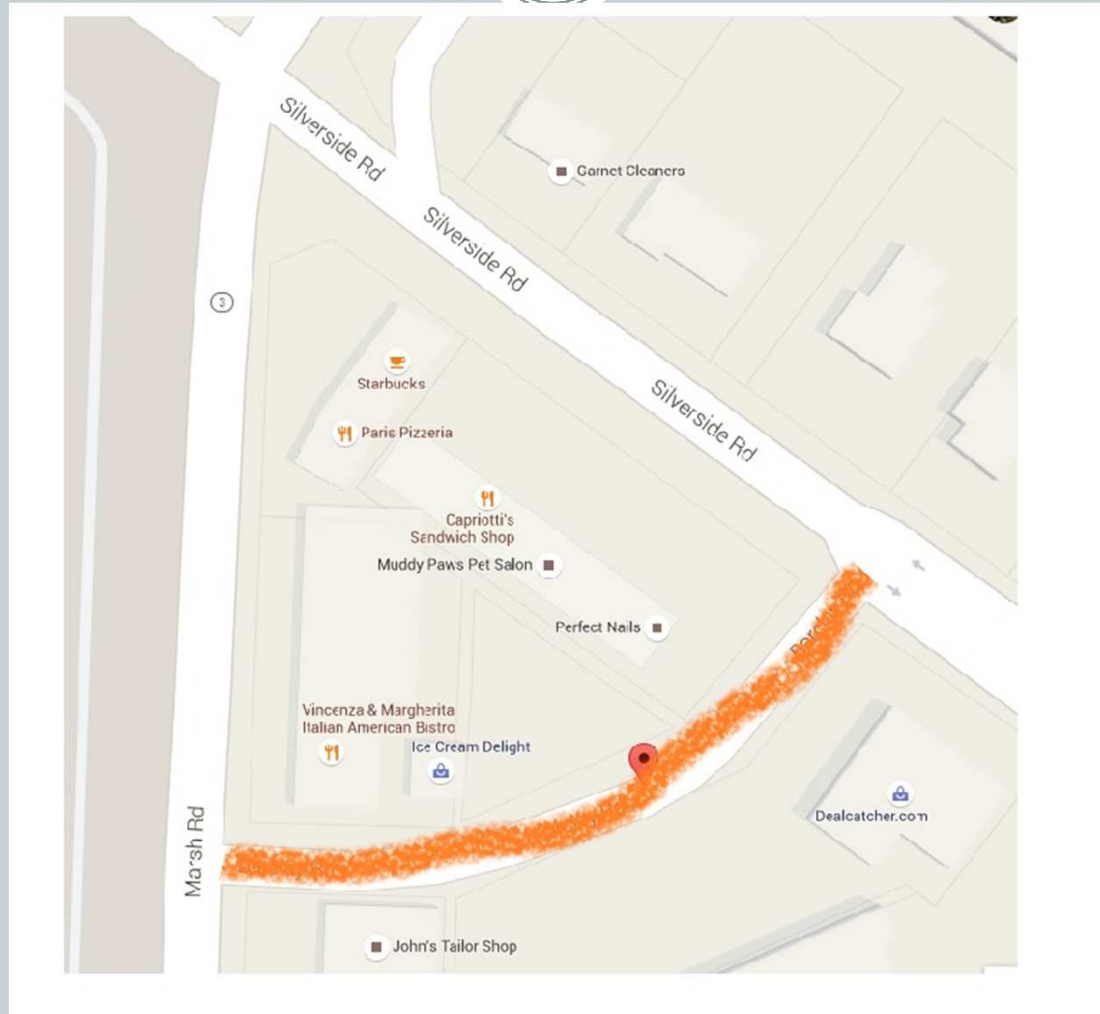 Silverside Rd
Garnet Cleaners
Silverside Rd
3
Starbucks
Silverside Rd
Paris Pizzeria
Capriotti's
Sandwich Shop
Muddy Paws Pet Salon
Perfect Nails
Vincenza & Margherita
Italian American Bistro
Ice Cream Delight
Dealcatcher.com
Marsh Rd
John's Tailor Shop